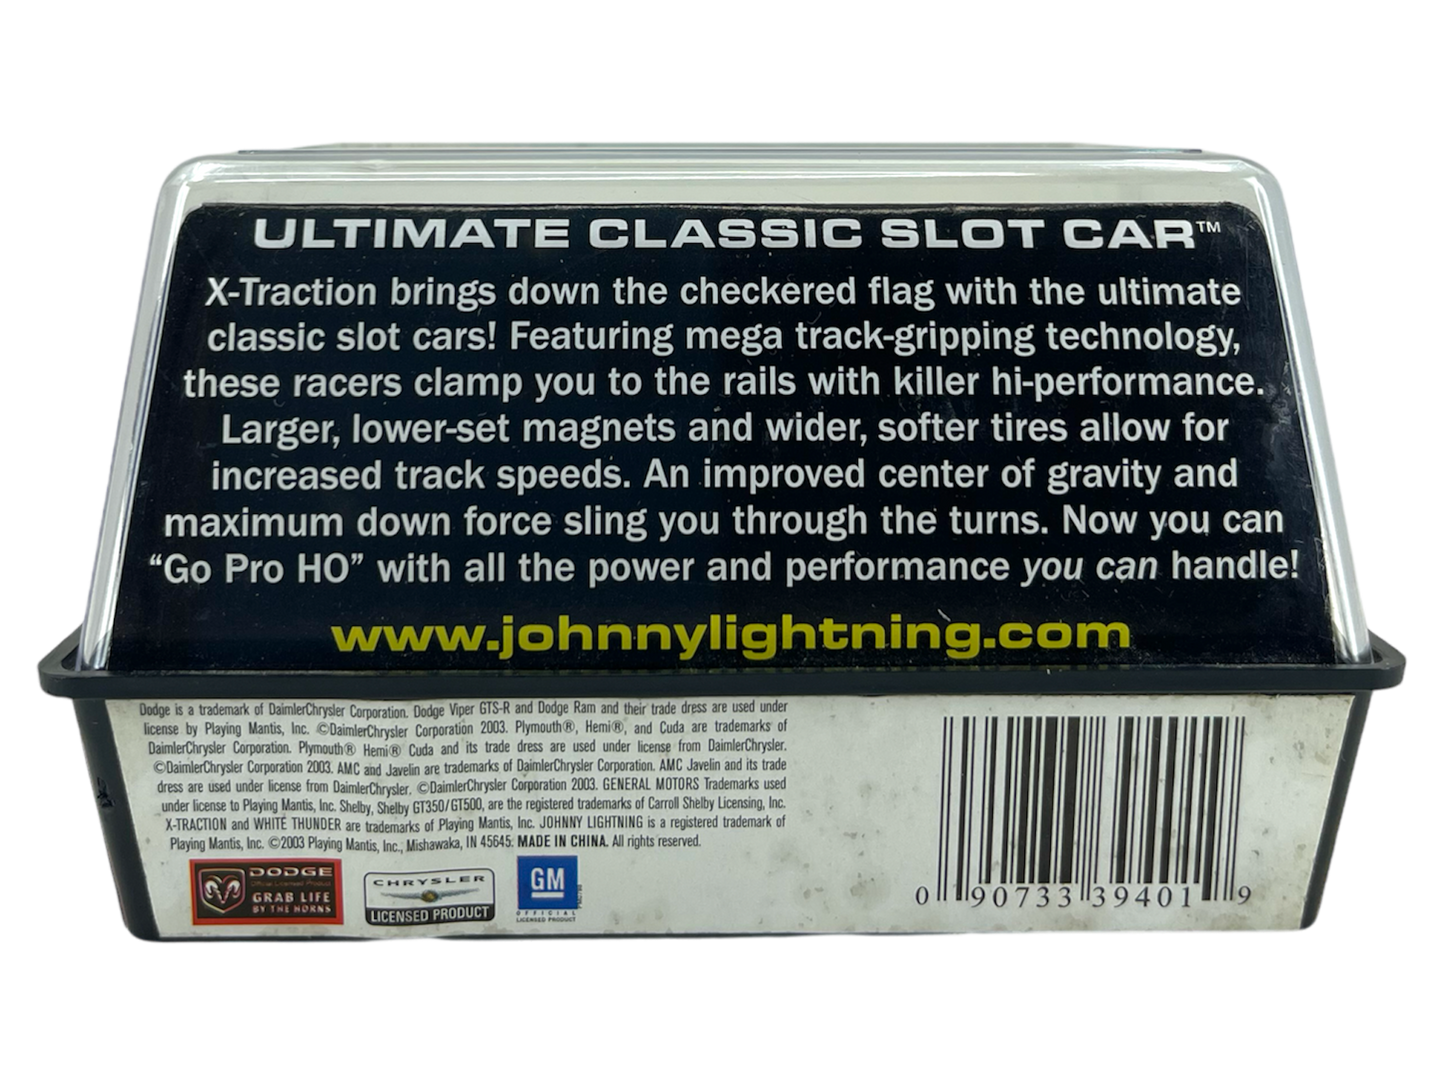 ULTIMATE CLASSIC SLOT CAR™
X-Traction brings down the checkered flag with the ultimate
classic slot cars! Featuring mega track-gripping technology,
these racers clamp you to the rails with killer hi-performance.
Larger, lower-set magnets and wider, softer tires allow for
increased track speeds. An improved center of gravity and
maximum down force sling you through the turns. Now you can
“Go Pro HO” with all the power and performance you can handle!
www.johnnylightning.com
Dodge is a trademark of DaimlerChrysler Corporation. Dodge Viper GTS-R and Dodge Ram and their trade dress are used under
license by Playing Mantis, Inc. ©DaimlerChrysler Corporation 2003. Plymouth®, Hemi®, and Cuda are trademarks of
DaimlerChrysler Corporation. Plymouth® Hemi® Cuda and its trade dress are used under license from DaimlerChrysler.
©DaimlerChrysler Corporation 2003. AMC and Javelin are trademarks of DaimlerChrysler Corporation. AMC Javelin and its trade
dress are used under license from DaimlerChrysler. ©DaimlerChrysler Corporation 2003. GENERAL MOTORS Trademarks used
under license to Playing Mantis, Inc. Shelby, Shelby GT350/GT500, are the registered trademarks of Carroll Shelby Licensing, Inc.
X-TRACTION and WHITE THUNDER are trademarks of Playing Mantis, Inc. JOHNNY LIGHTNING is a registered trademark of
Playing Mantis, Inc. ©2003 Playing Mantis, Inc., Mishawaka, IN 45645. MADE IN CHINA. All rights reserved.
DODGE
Official Licensed Product
GRAB LIFE
BY THE HORNS
CHRYSLER
LICENSED PRODUCT
GM
OFFICIAL
LICENSED PRODUCT
0 90733 39401 9